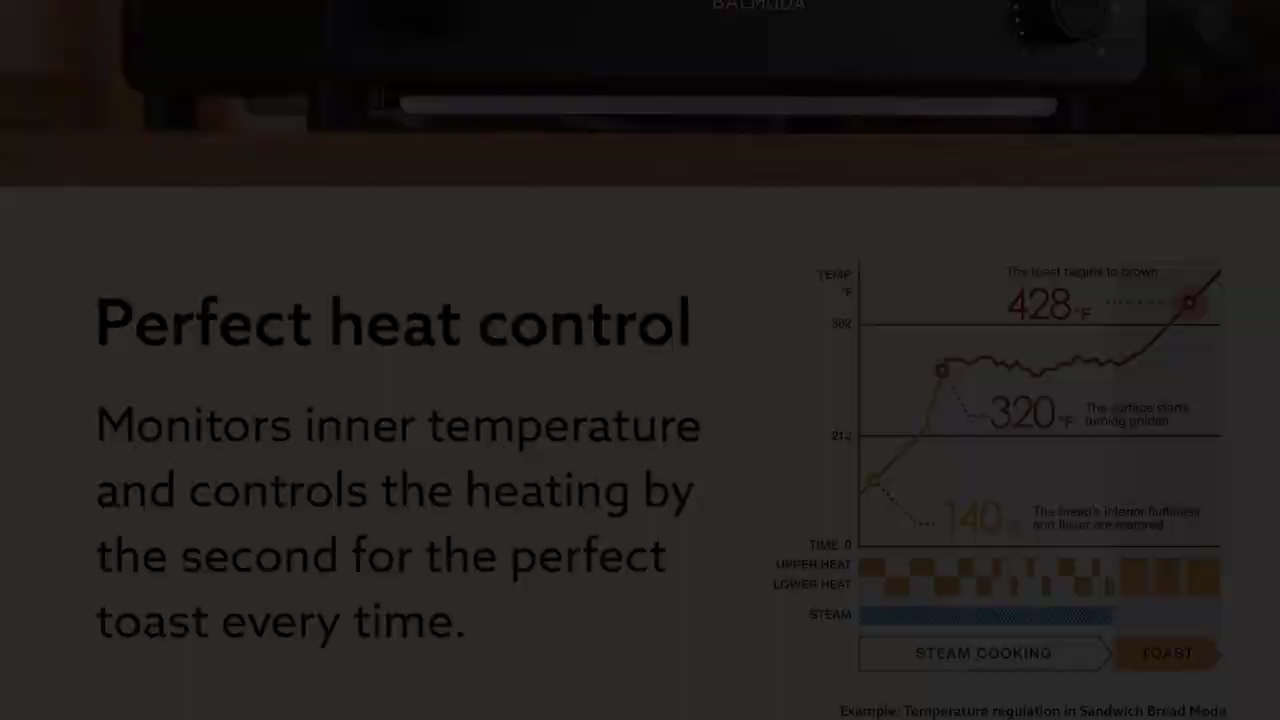 BALMUDA
Perfect heat control
Monitors inner temperature
and controls the heating by
the second for the perfect
toast every time.
TEMP
°F
The toast begins to brown
428°F
392
320°F
The surface starts
turning golden
212
140°F
The bread's interior fluffiness
and flavor are restored
TIME 0
UPPER HEAT
LOWER HEAT
STEAM
STEAM COOKING
TOAST
Example: Temperature regulation in Sandwich Bread Mode